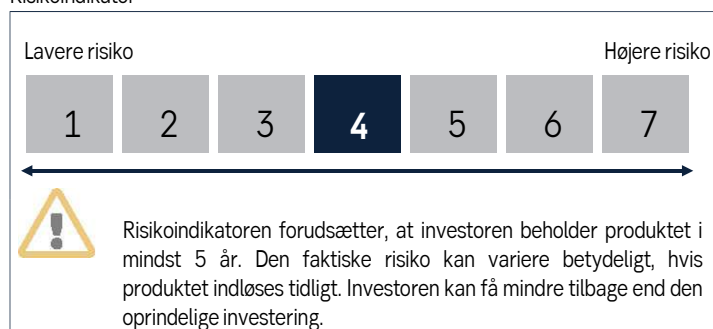 Risikoindikator
Lavere risiko Højere risiko
1 2 3 4 5 6 7
Risikoindikatoren forudsætter, at investoren beholder produktet i
mindst 5 år. Den faktiske risiko kan variere betydeligt, hvis
produktet indløses tidligt. Investoren kan få mindre tilbage end den
oprindelige investering.